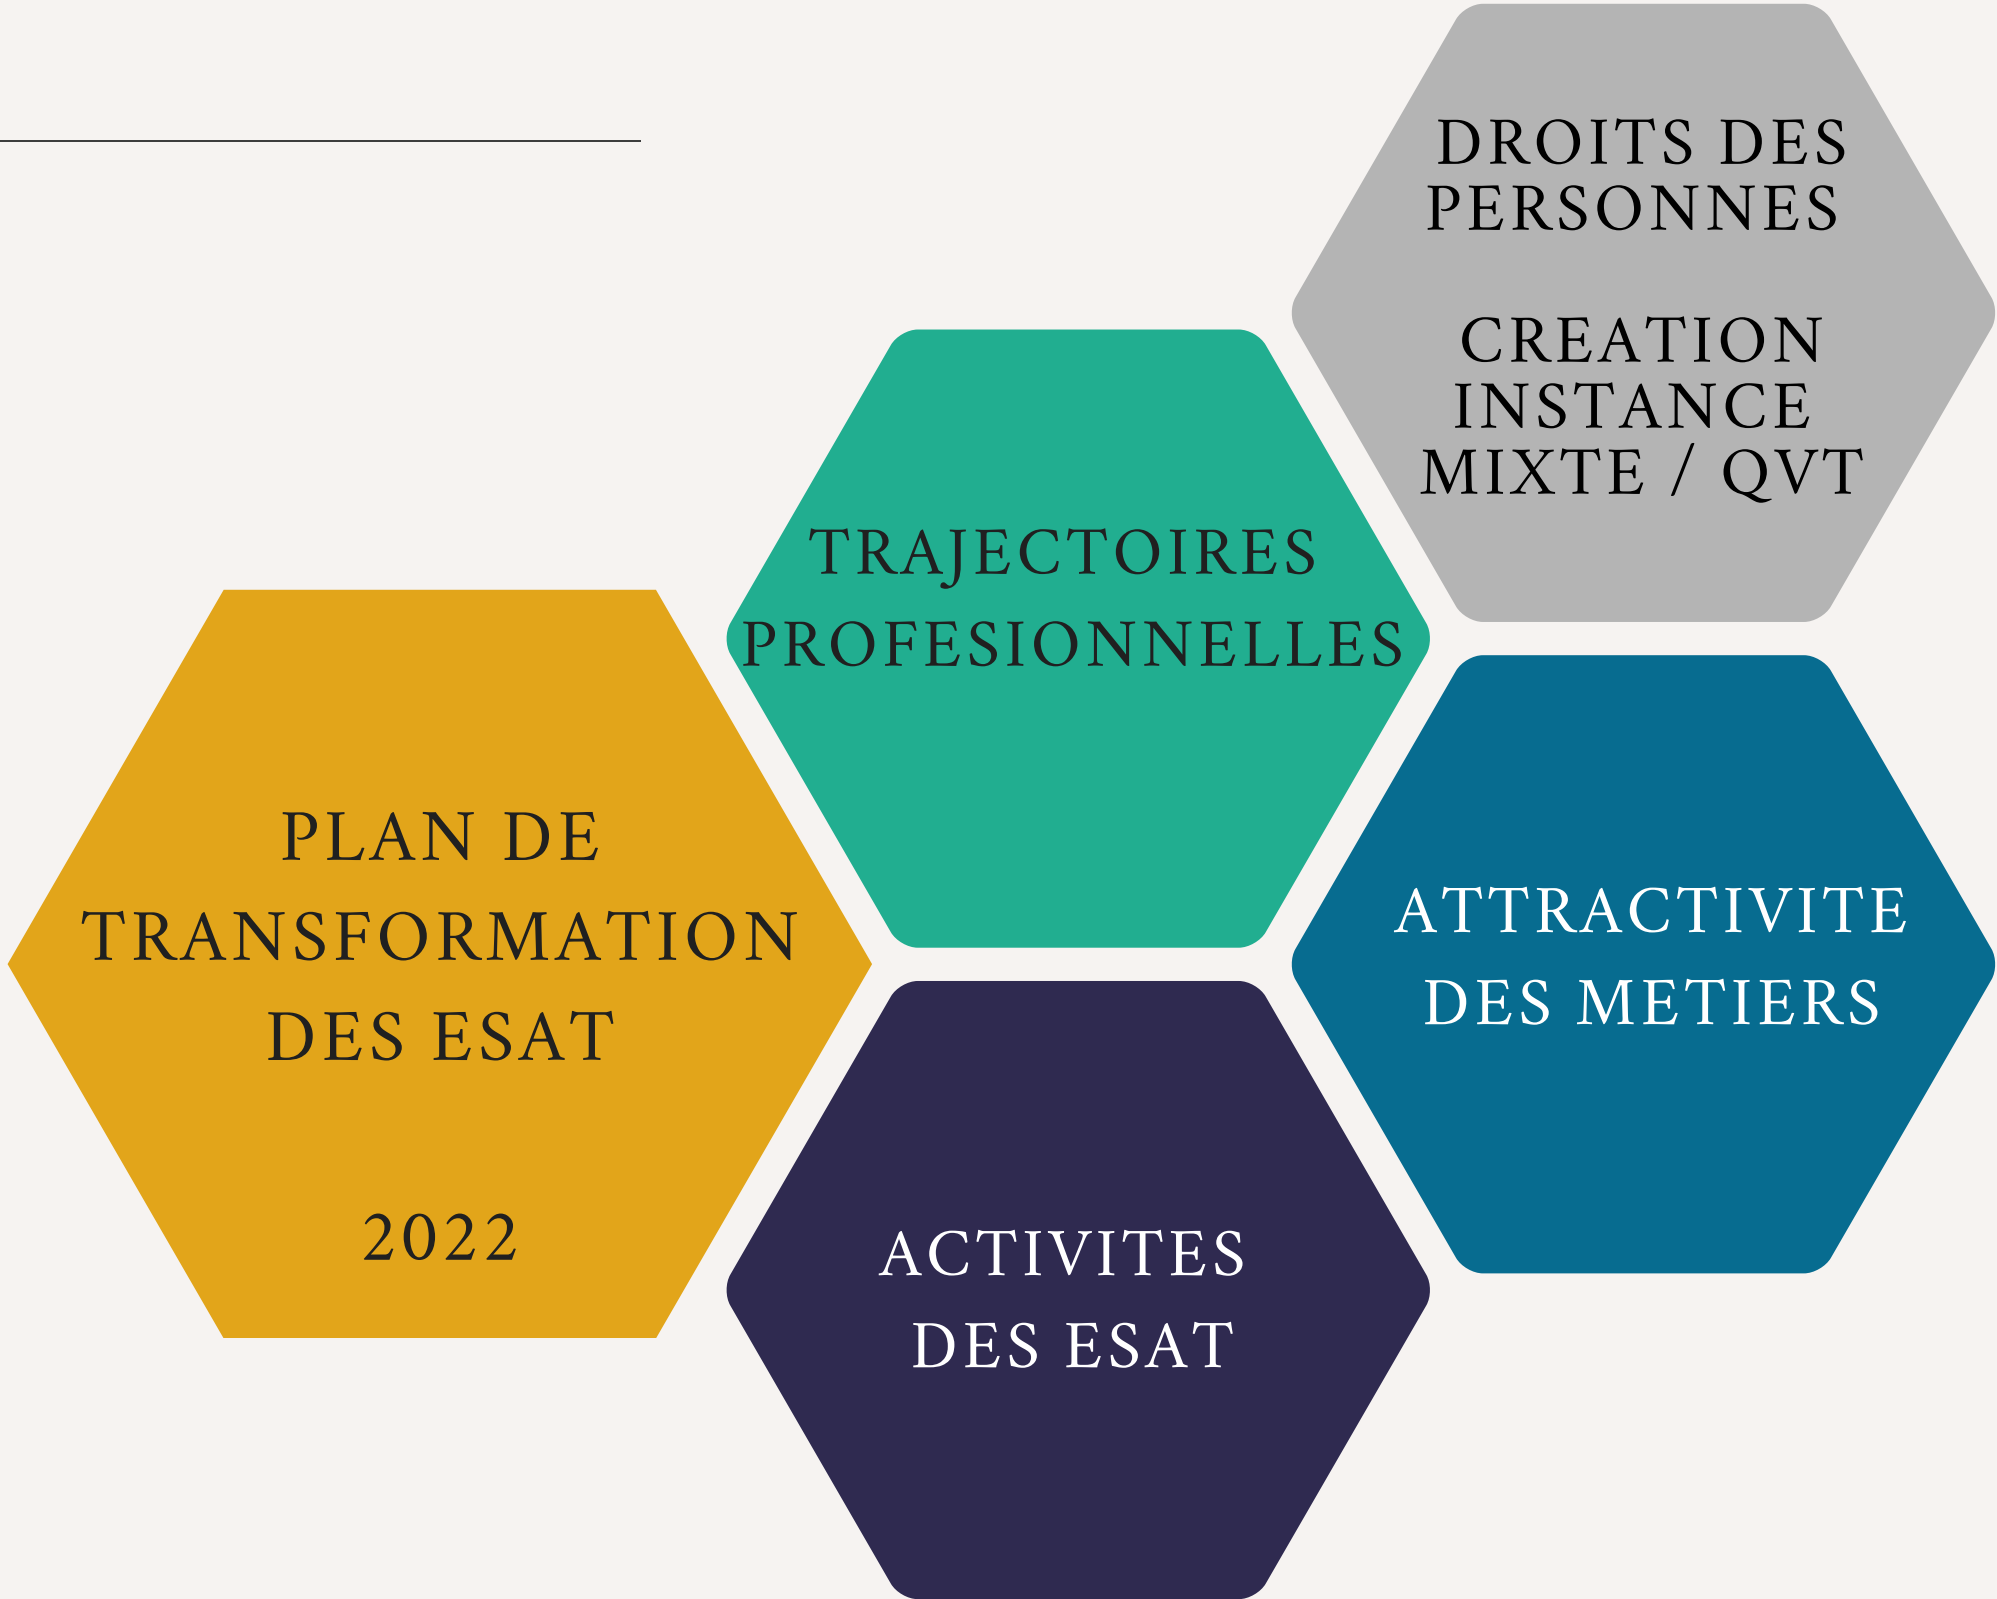 DROITS DES
PERSONNES
CREATION
INSTANCE
MIXTE / QVT
TRAJECTOIRES
PROFESIONNELLES
PLAN DE
TRANSFORMATION
DES ESAT
2022
ATTRACTIVITE
DES METIERS
ACTIVITES
DES ESAT